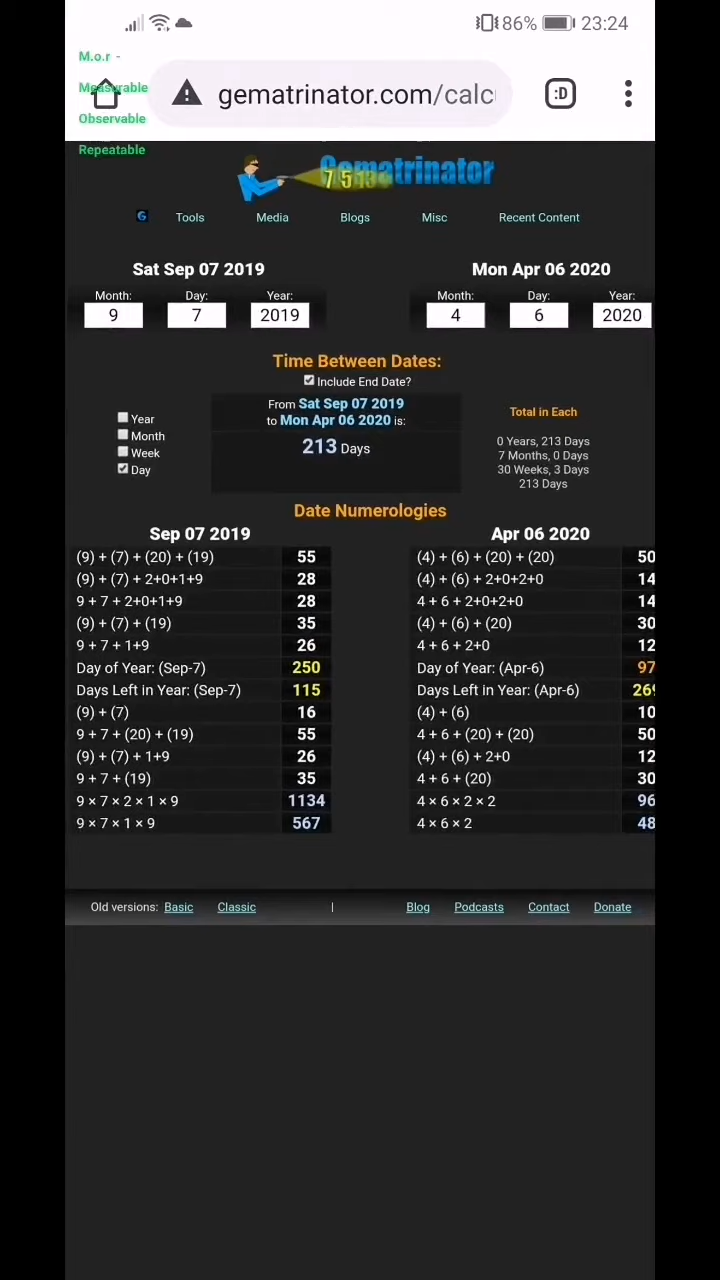 86% 23:24
M.o.r -
Measurable
Observable
Repeatable
gematrinator.com/calc
:D
Gematrinator
7 5 13
G Tools Media Blogs Misc Recent Content
Sat Sep 07 2019 Mon Apr 06 2020
Month: Day: Year: Month: Day: Year:
9 7 2019 4 6 2020
Time Between Dates:
Include End Date?
From Sat Sep 07 2019
to Mon Apr 06 2020 is:
213 Days
Year
Month
Week
Day
Total in Each
0 Years, 213 Days
7 Months, 0 Days
30 Weeks, 3 Days
213 Days
Date Numerologies
Sep 07 2019 Apr 06 2020
(9) + (7) + (20) + (19) 55 (4) + (6) + (20) + (20) 50
(9) + (7) + 2+0+1+9 28 (4) + (6) + 2+0+2+0 14
9 + 7 + 2+0+1+9 28 4 + 6 + 2+0+2+0 14
(9) + (7) + (19) 35 (4) + (6) + (20) 30
9 + 7 + 1+9 26 4 + 6 + 2+0 12
Day of Year: (Sep-7) 250 Day of Year: (Apr-6) 97
Days Left in Year: (Sep-7) 115 Days Left in Year: (Apr-6) 269
(9) + (7) 16 (4) + (6) 10
9 + 7 + (20) + (19) 55 4 + 6 + (20) + (20) 50
(9) + (7) + 1+9 26 (4) + (6) + 2+0 12
9 + 7 + (19) 35 4 + 6 + (20) 30
9 × 7 × 2 × 1 × 9 1134 4 × 6 × 2 × 2 96
9 × 7 × 1 × 9 567 4 × 6 × 2 48
Old versions: Basic Classic | Blog Podcasts Contact Donate